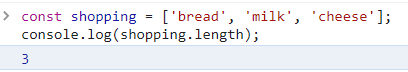 > const shopping = ['bread', 'milk', 'cheese'];
console.log(shopping.length);
3